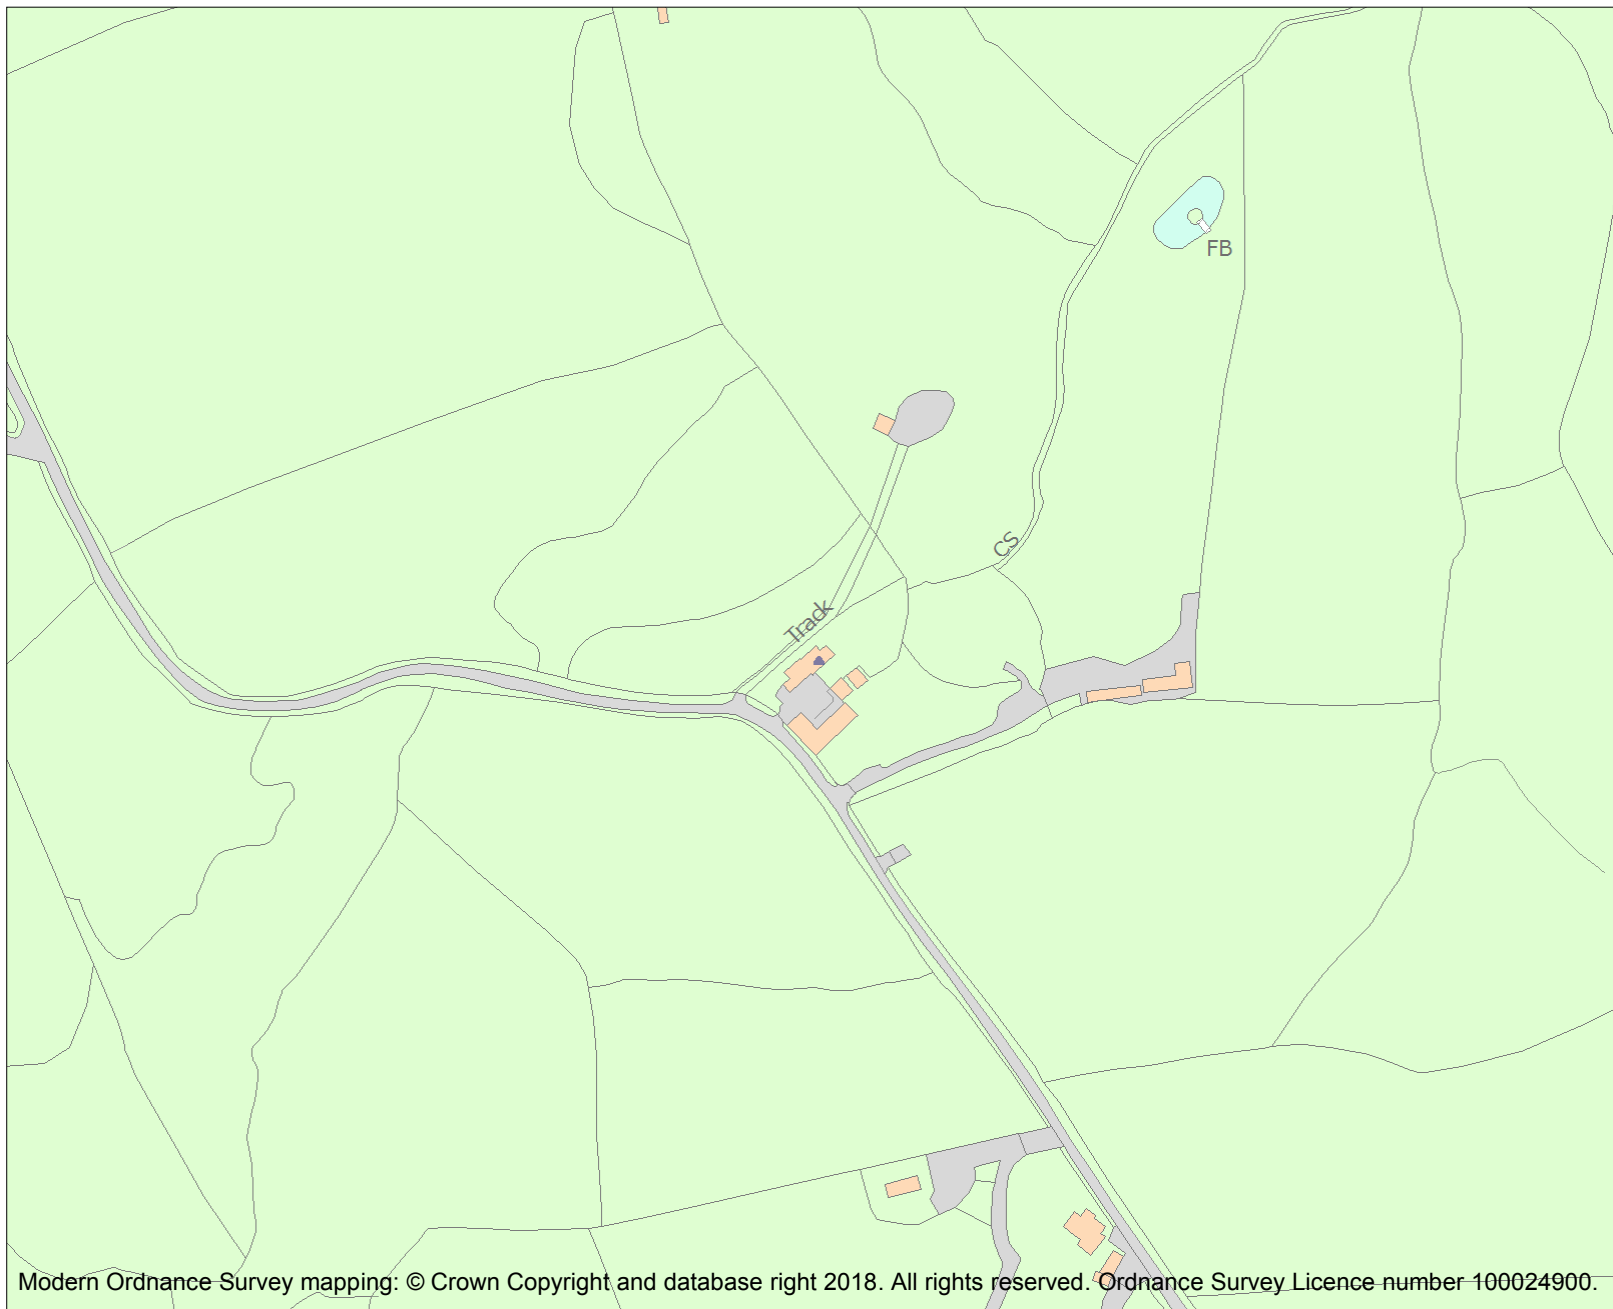 FB
CS
Track
Modern Ordnance Survey mapping: © Crown Copyright and database right 2018. All rights reserved. Ordnance Survey Licence number 100024900.